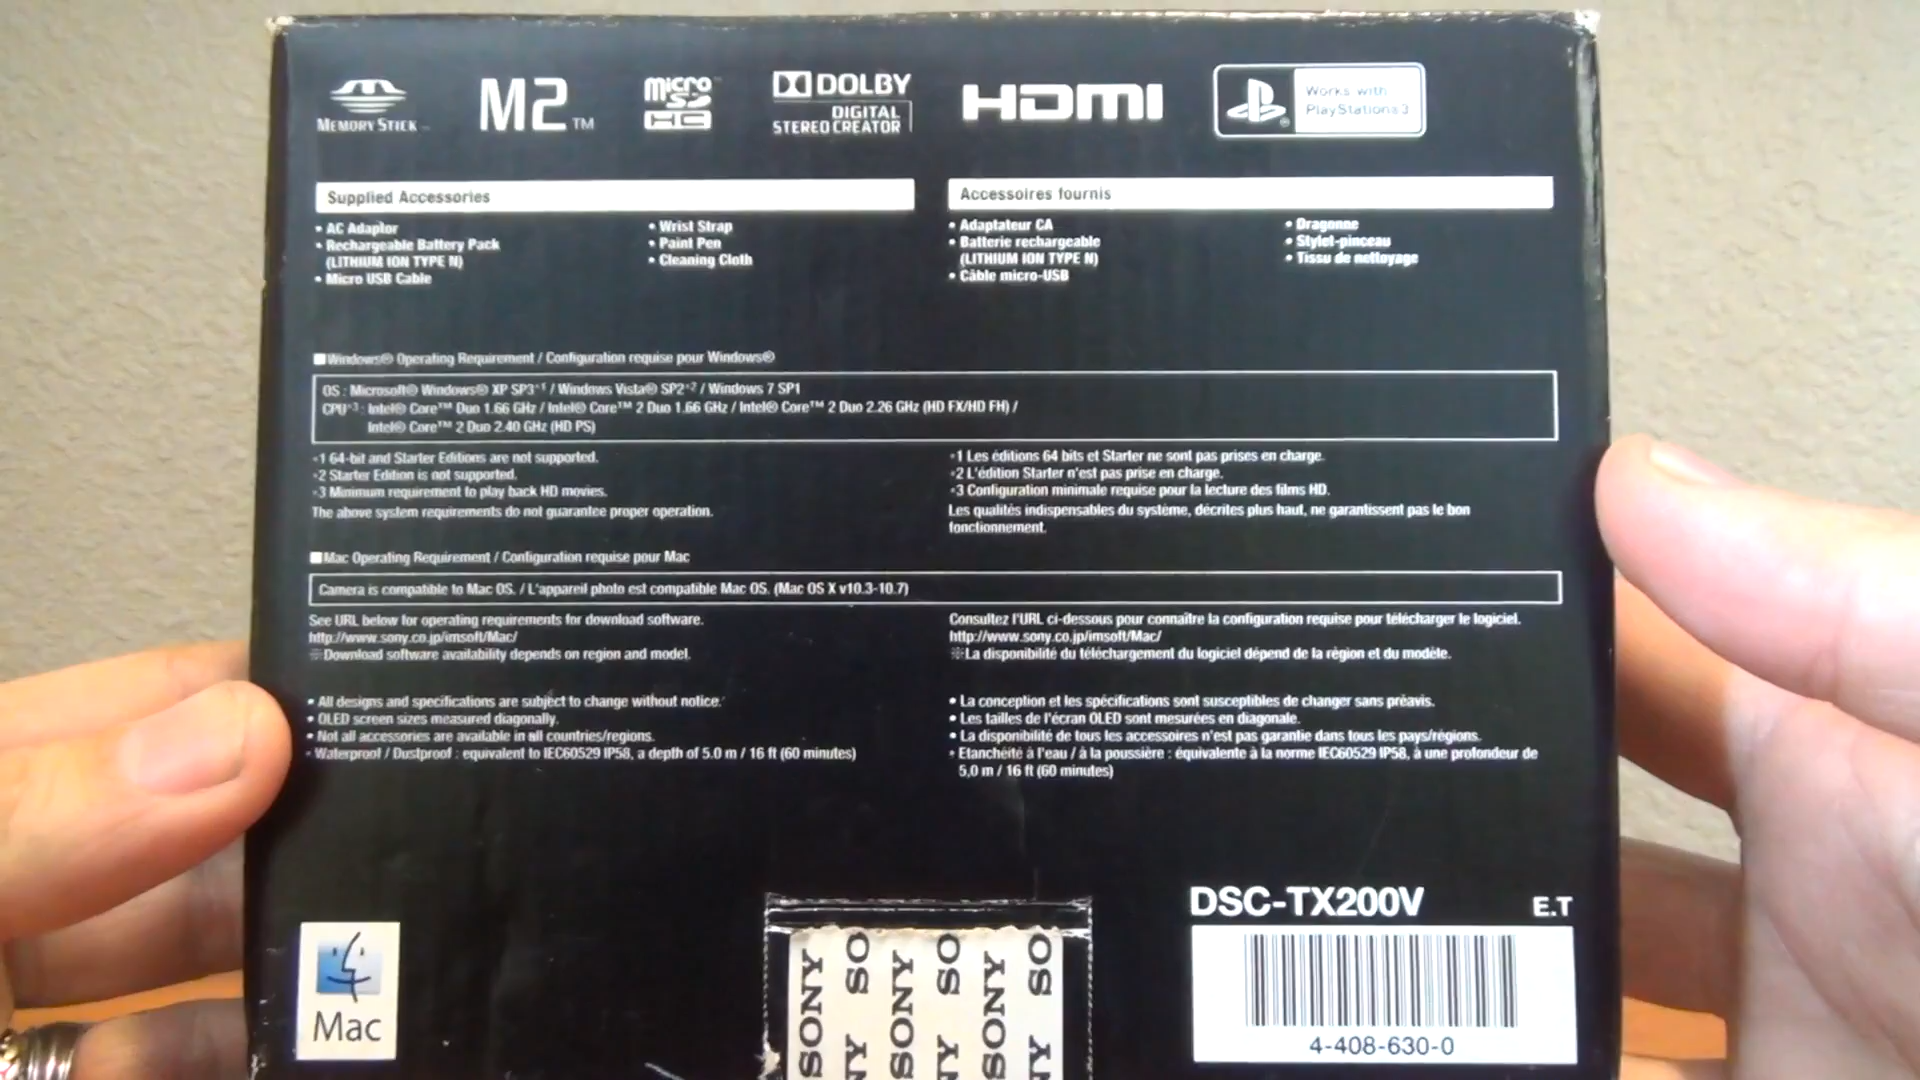 MEMORY STICK™
M2™
micro SD HC™
DOLBY
DIGITAL
STEREO CREATOR
HDMI
Works with
PlayStation®3
Supplied Accessories
• AC Adaptor
• Rechargeable Battery Pack
(LITHIUM ION TYPE N)
• Micro USB Cable
• Wrist Strap
• Paint Pen
• Cleaning Cloth
Accessoires fournis
• Adaptateur CA
• Batterie rechargeable
(LITHIUM ION TYPE N)
• Câble micro-USB
• Dragonne
• Stylet-pinceau
• Tissu de nettoyage
■Windows® Operating Requirement / Configuration requise pour Windows®
OS : Microsoft® Windows® XP SP3*1 / Windows Vista® SP2*2 / Windows 7 SP1
CPU*3 : Intel® Core™ Duo 1.66 GHz / Intel® Core™ 2 Duo 1.66 GHz / Intel® Core™ 2 Duo 2.26 GHz (HD FX/HD FH) /
Intel® Core™ 2 Duo 2.40 GHz (HD PS)
*1 64-bit and Starter Editions are not supported.
*2 Starter Edition is not supported.
*3 Minimum requirement to play back HD movies.
The above system requirements do not guarantee proper operation.
*1 Les éditions 64 bits et Starter ne sont pas prises en charge.
*2 L'édition Starter n'est pas prise en charge.
*3 Configuration minimale requise pour la lecture des films HD.
Les qualités indispensables du système, décrites plus haut, ne garantissent pas le bon
fonctionnement.
■Mac Operating Requirement / Configuration requise pour Mac
Camera is compatible to Mac OS. / L'appareil photo est compatible Mac OS. (Mac OS X v10.3-10.7)
See URL below for operating requirements for download software.
http://www.sony.co.jp/imsoft/Mac/
※Download software availability depends on region and model.
Consultez l'URL ci-dessous pour connaître la configuration requise pour télécharger le logiciel.
http://www.sony.co.jp/imsoft/Mac/
※La disponibilité du téléchargement du logiciel dépend de la région et du modèle.
• All designs and specifications are subject to change without notice.
• OLED screen sizes measured diagonally.
• Not all accessories are available in all countries/regions.
• Waterproof / Dustproof : equivalent to IEC60529 IP58, a depth of 5.0 m / 16 ft (60 minutes)
• La conception et les spécifications sont susceptibles de changer sans préavis.
• Les tailles de l'écran OLED sont mesurées en diagonale.
• La disponibilité de tous les accessoires n'est pas garantie dans tous les pays/régions.
• Etanchéité à l'eau / à la poussière : équivalente à la norme IEC60529 IP58, à une profondeur de
5,0 m / 16 ft (60 minutes)
Mac
SONY
SONY
SONY
DSC-TX200V
E.T
4-408-630-0